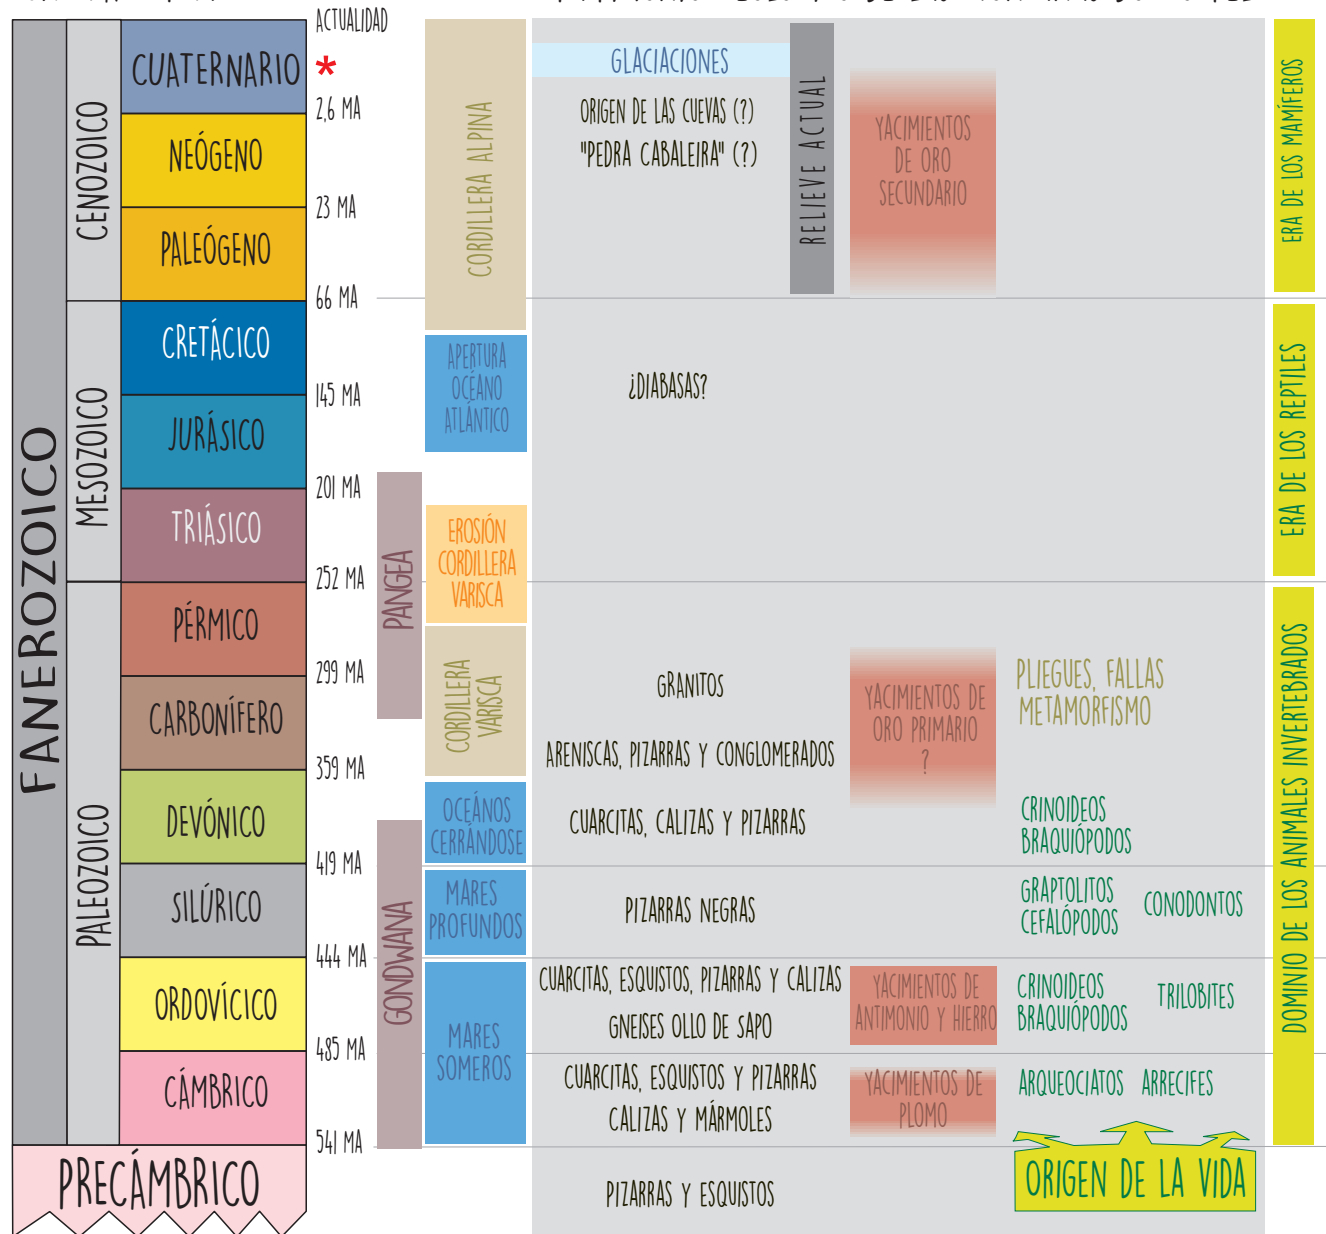 ACTUALIDAD
FANEROZOICO
CENOZOICO
CUATERNARIO
*
2,6 MA
NEÓGENO
23 MA
PALEÓGENO
66 MA
MESOZOICO
CRETÁCICO
145 MA
JURÁSICO
201 MA
TRIÁSICO
252 MA
PALEOZOICO
PÉRMICO
299 MA
CARBONÍFERO
359 MA
DEVÓNICO
419 MA
SILÚRICO
444 MA
ORDOVÍCICO
485 MA
CÁMBRICO
541 MA
PRECÁMBRICO
PANGEA
GONDWANA
CORDILLERA ALPINA
APERTURA
OCÉANO
ATLÁNTICO
EROSIÓN
CORDILLERA
VARISCA
CORDILLERA
VARISCA
OCEÁNOS
CERRÁNDOSE
MARES
PROFUNDOS
MARES
SOMEROS
GLACIACIONES
ORIGEN DE LAS CUEVAS (?)
"PEDRA CABALEIRA" (?)
RELIEVE ACTUAL
YACIMIENTOS
DE ORO
SECUNDARIO
¿DIABASAS?
GRANITOS
ARENISCAS, PIZARRAS Y CONGLOMERADOS
CUARCITAS, CALIZAS Y PIZARRAS
YACIMIENTOS DE
ORO PRIMARIO
?
PLIEGUES, FALLAS
METAMORFISMO
CRINOIDEOS
BRAQUIÓPODOS
PIZARRAS NEGRAS
GRAPTOLITOS
CEFALÓPODOS
CONODONTOS
CUARCITAS, ESQUISTOS, PIZARRAS Y CALIZAS
GNEISES OLLO DE SAPO
YACIMIENTOS DE
ANTIMONIO Y HIERRO
CRINOIDEOS
BRAQUIÓPODOS
TRILOBITES
CUARCITAS, ESQUISTOS Y PIZARRAS
CALIZAS Y MÁRMOLES
YACIMIENTOS DE
PLOMO
ARQUEOCIATOS
ARRECIFES
PIZARRAS Y ESQUISTOS
ORIGEN DE LA VIDA
ERA DE LOS MAMÍFEROS
ERA DE LOS REPTILES
DOMINIO DE LOS ANIMALES INVERTEBRADOS